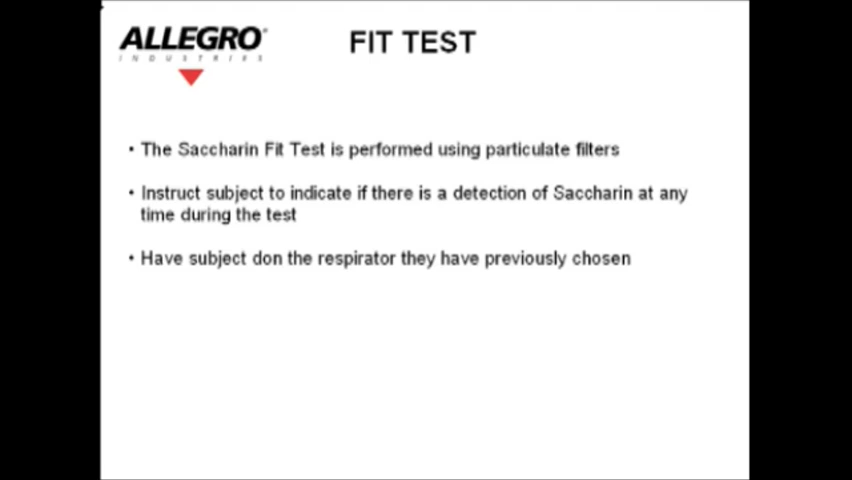 ALLEGRO®
INDUSTRIES
FIT TEST
• The Saccharin Fit Test is performed using particulate filters
• Instruct subject to indicate if there is a detection of Saccharin at any
time during the test
• Have subject don the respirator they have previously chosen